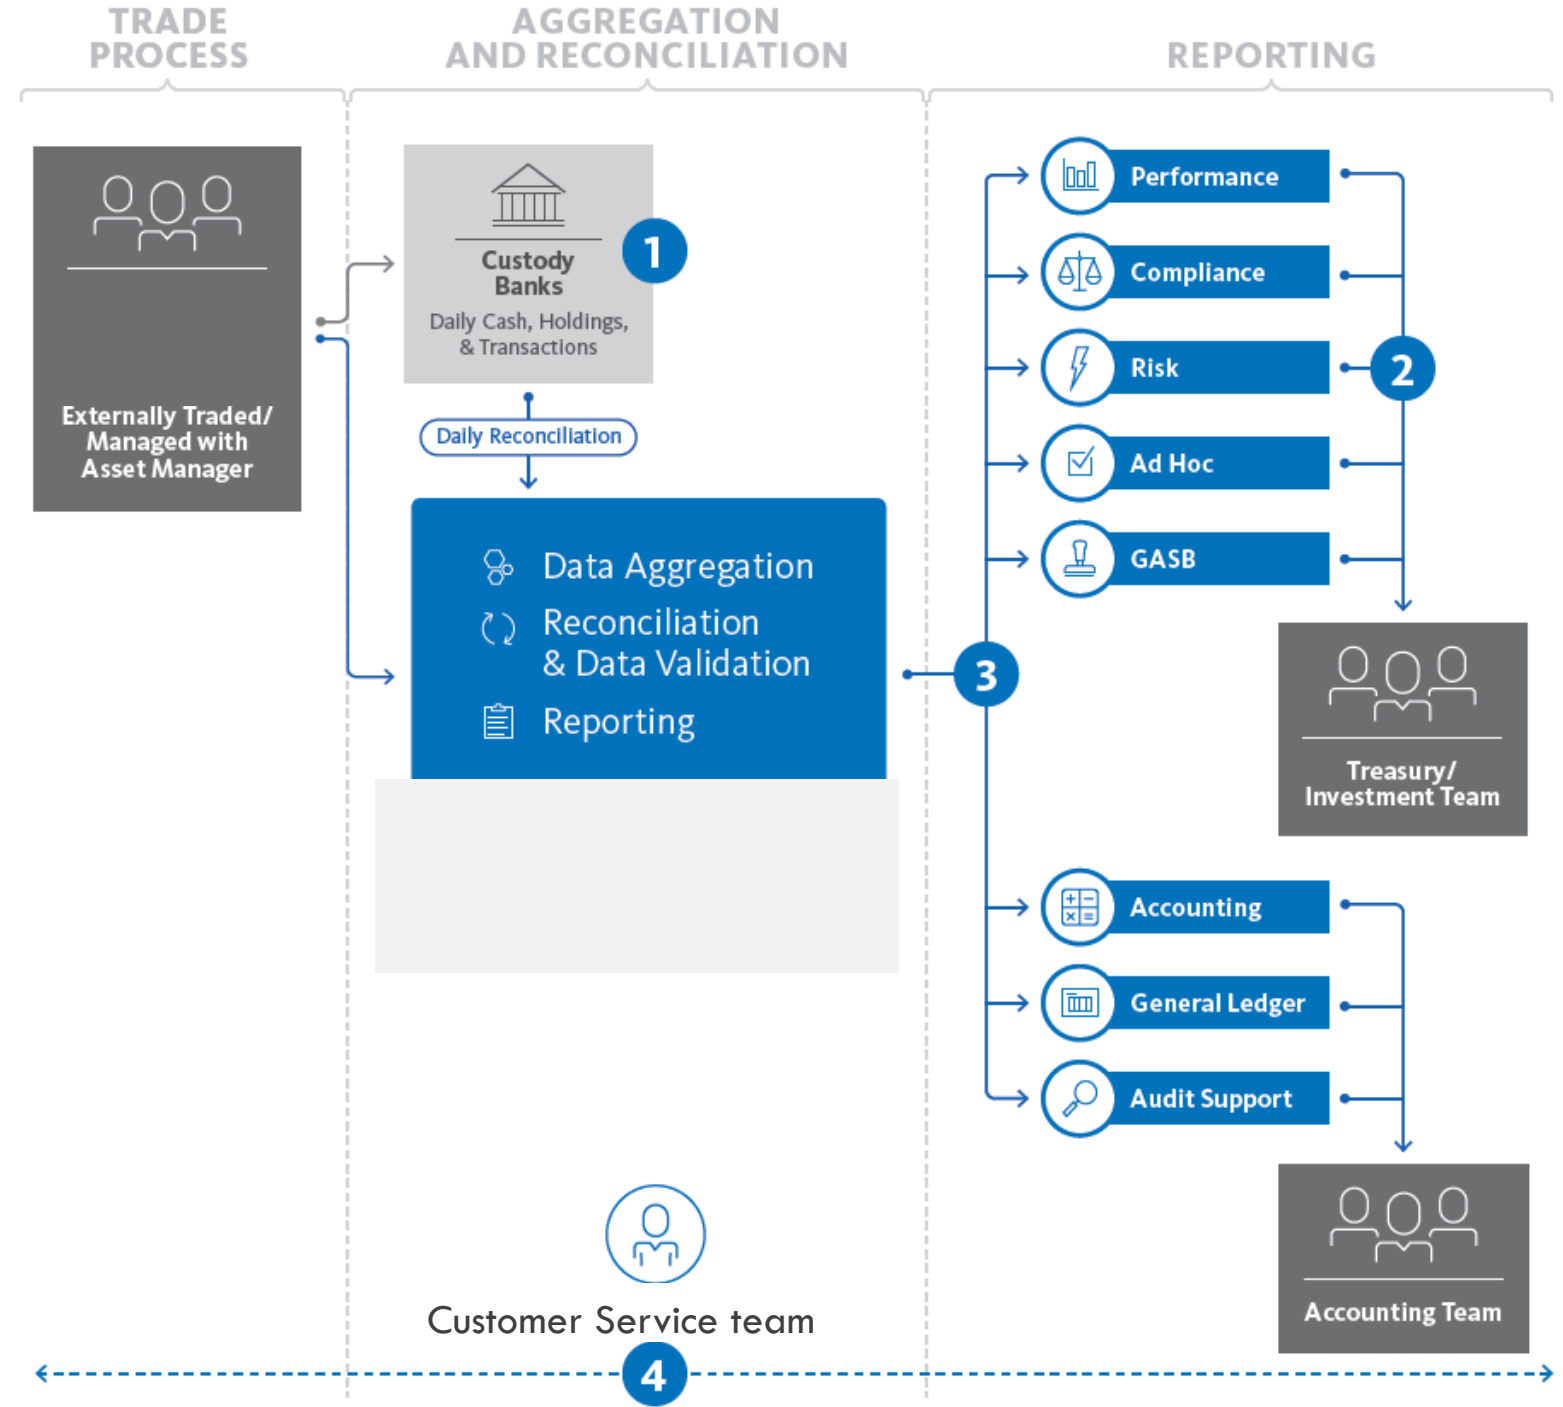 TRADE
PROCESS
AGGREGATION
AND RECONCILIATION
REPORTING
Externally Traded/
Managed with
Asset Manager
Custody
Banks
Daily Cash, Holdings,
& Transactions
1
Daily Reconciliation
Data Aggregation
Reconciliation
& Data Validation
Reporting
3
Performance
Compliance
Risk
Ad Hoc
GASB
2
Treasury/
Investment Team
Accounting
General Ledger
Audit Support
Accounting Team
Customer Service team
4